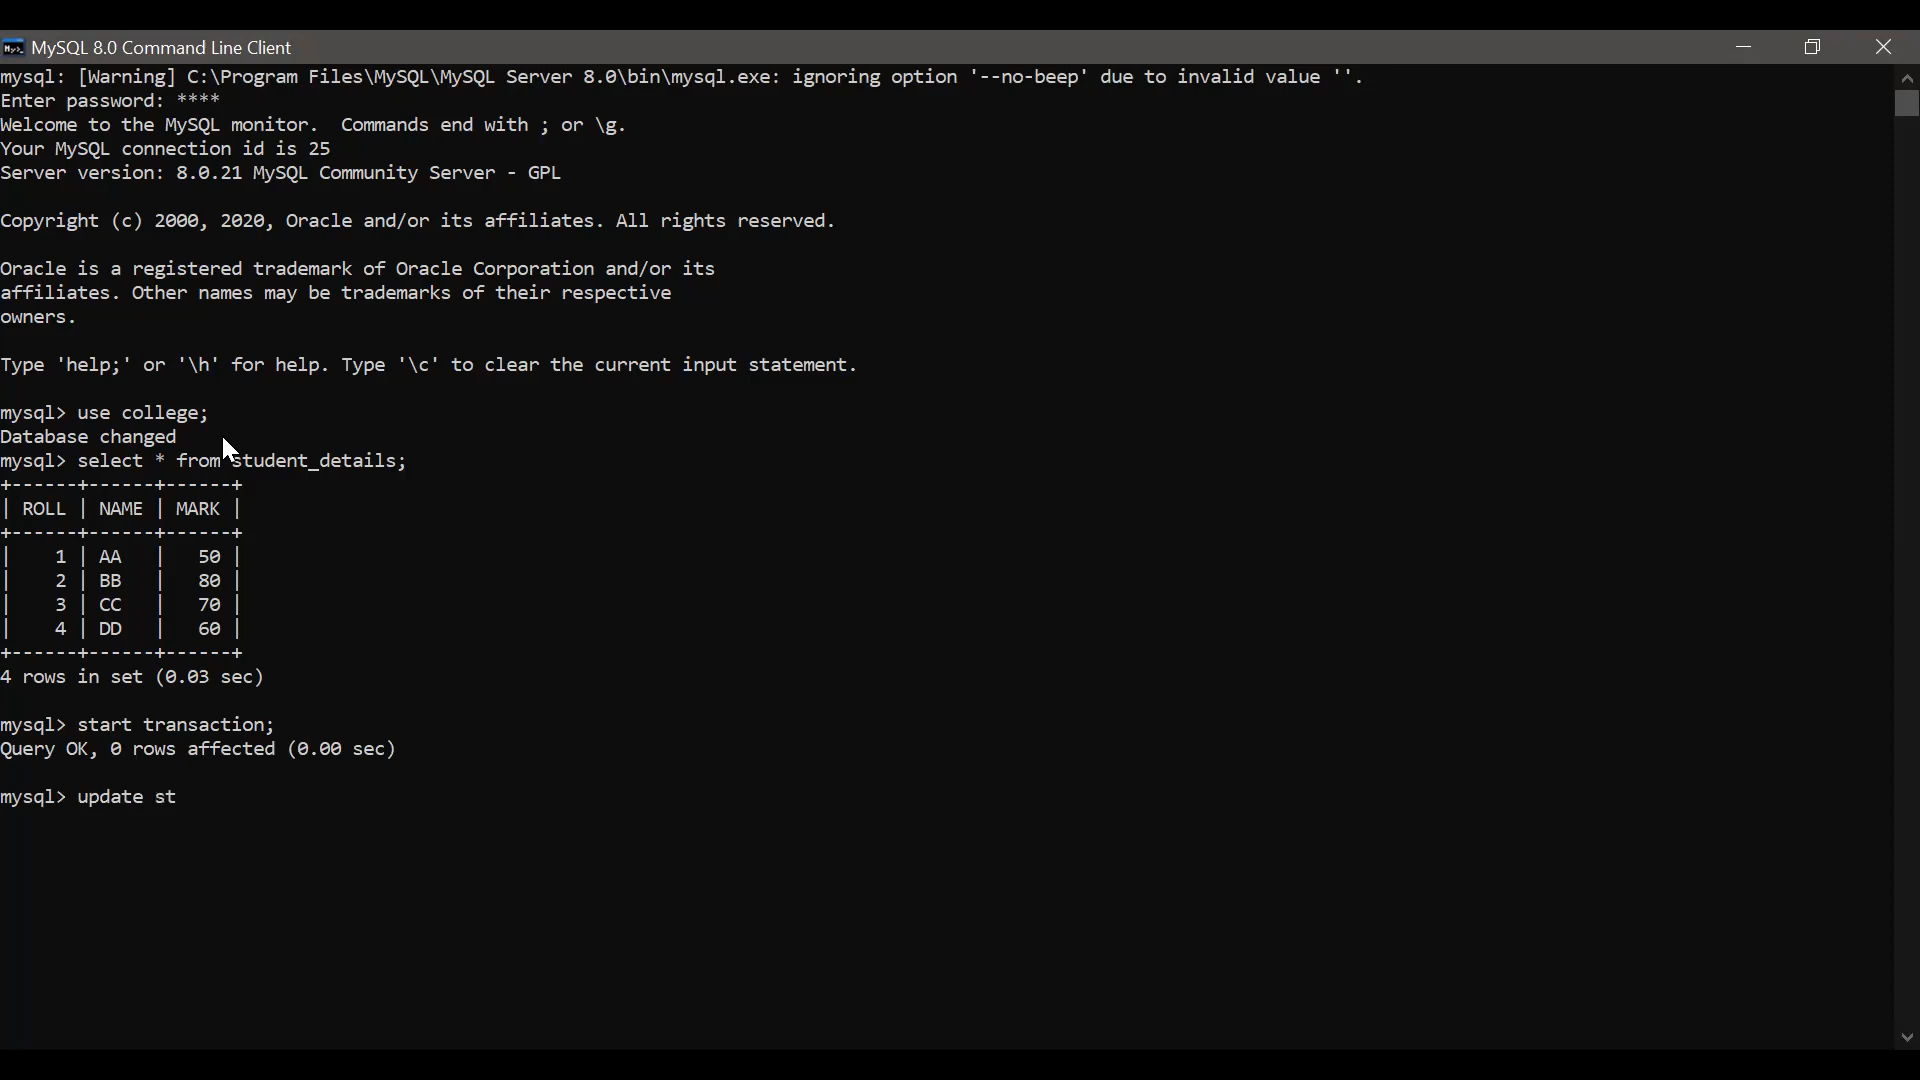 MySQL 8.0 Command Line Client
mysql: [Warning] C:\Program Files\MySQL\MySQL Server 8.0\bin\mysql.exe: ignoring option '--no-beep' due to invalid value ''.
Enter password: ****
Welcome to the MySQL monitor.  Commands end with ; or \g.
Your MySQL connection id is 25
Server version: 8.0.21 MySQL Community Server - GPL
Copyright (c) 2000, 2020, Oracle and/or its affiliates. All rights reserved.
Oracle is a registered trademark of Oracle Corporation and/or its
affiliates. Other names may be trademarks of their respective
owners.
Type 'help;' or '\h' for help. Type '\c' to clear the current input statement.
mysql> use college;
Database changed
mysql> select * from student_details;
+------+------+------+
| ROLL | NAME | MARK |
+------+------+------+
|    1 | AA   |   50 |
|    2 | BB   |   80 |
|    3 | CC   |   70 |
|    4 | DD   |   60 |
+------+------+------+
4 rows in set (0.03 sec)
mysql> start transaction;
Query OK, 0 rows affected (0.00 sec)
mysql> update st